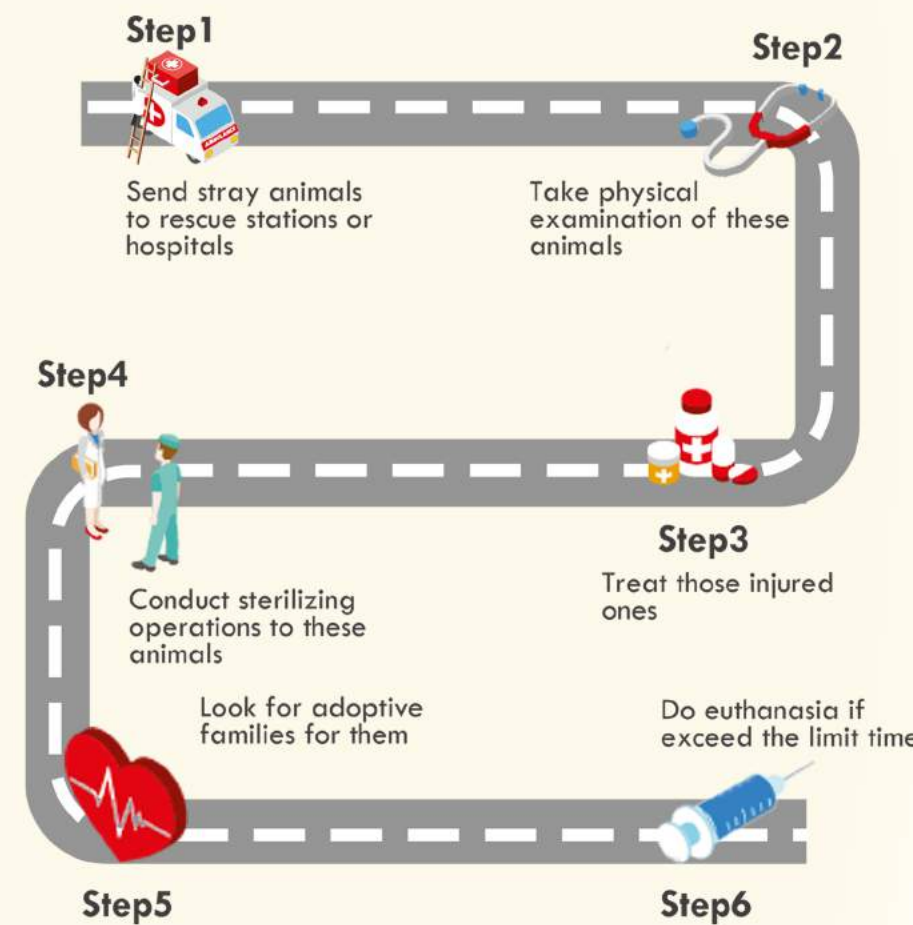 Step1
Send stray animals
to rescue stations or
hospitals
Step2
Take physical
examination of these
animals
Step3
Treat those injured
ones
Step4
Conduct sterilizing
operations to these
animals
Look for adoptive
families for them
Step5
Do euthanasia if
exceed the limit time
Step6
AMBULANCE